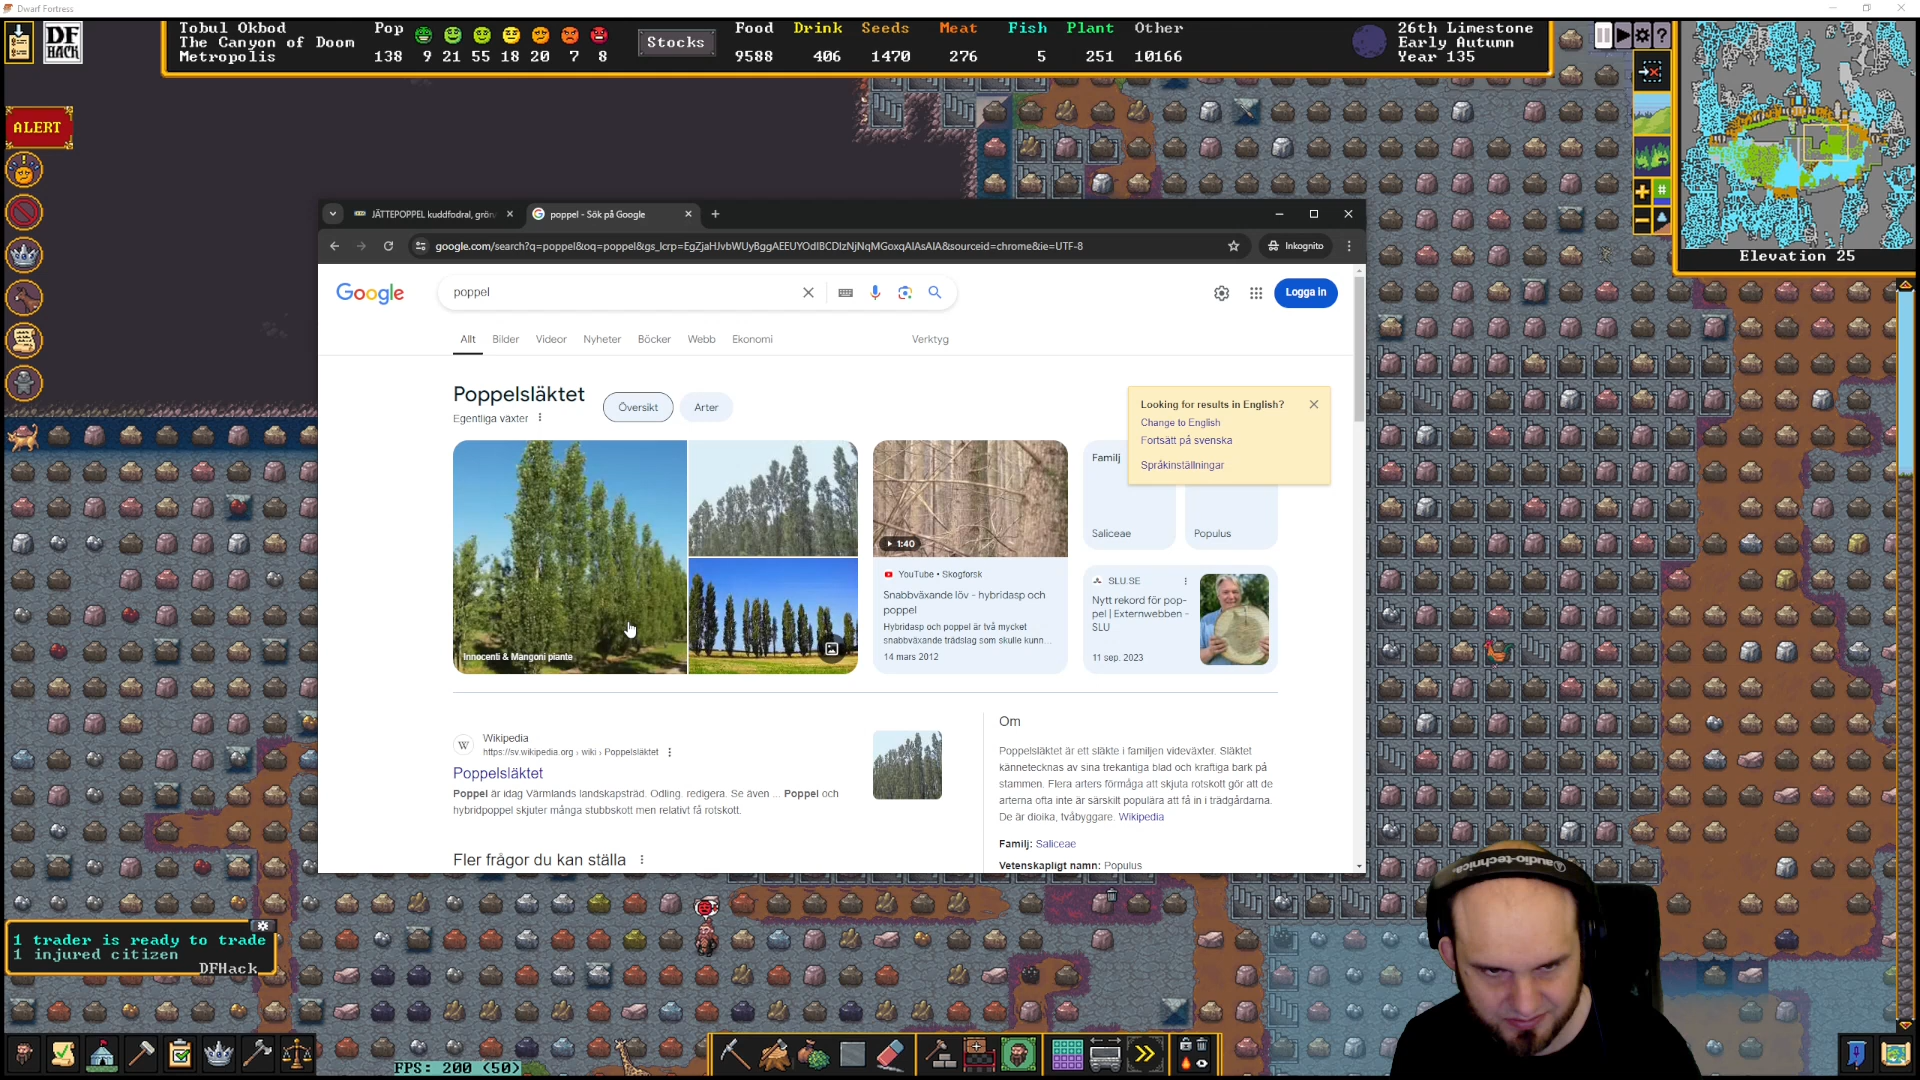 Dwarf Fortress
DF HACK
Tobul Okbod
The Canyon of Doom
Metropolis
Pop
138 9 21 55 18 20 7 8
Stocks
Food Drink Seeds Meat Fish Plant Other
9588 406 1470 276 5 251 10166
26th Limestone
Early Autumn
Year 135
Elevation 25
ALERT
JÄTTEPOPPEL kuddfodral, grön
poppel - Sök på Google
google.com/search?q=poppel&oq=poppel&gs_lcrp=EgZjaHJvbWUyBggAEEUYOdIBCDIzNjNqMGoxqAIAsAIA&sourceid=chrome&ie=UTF-8
Inkognito
Google
poppel
Logga in
Allt Bilder Videor Nyheter Böcker Webb Ekonomi Verktyg
Poppelsläktet
Egentliga växter
Översikt
Arter
Looking for results in English?
Change to English
Fortsätt på svenska
Språkinställningar
Innocenti & Mangoni piante
1:40
YouTube • Skogforsk
Snabbväxande löv - hybridasp och
poppel
Hybridasp och poppel är två mycket
snabbväxande trädslag som skulle kunn...
14 mars 2012
Familj
Saliceae
Populus
SLU.SE
Nytt rekord för pop-
pel | Externwebben -
SLU
11 sep. 2023
Wikipedia
https://sv.wikipedia.org › wiki › Poppelsläktet
Poppelsläktet
Poppel är idag Värmlands landskapsträd. Odling. redigera. Se även ... Poppel och
hybridpoppel skjuter många stubbskott men relativt få rotskott.
Fler frågor du kan ställa
Om
Poppelsläktet är ett släkte i familjen videväxter. Släktet
kännetecknas av sina trekantiga blad och kraftiga bark på
stammen. Flera arters förmåga att skjuta rotskott gör att de
arterna ofta inte är särskilt populära att få in i trädgårdarna.
De är dioika, tvåbyggare. Wikipedia
Familj: Saliceae
Vetenskapligt namn: Populus
1 trader is ready to trade
1 injured citizen
DFHack
FPS: 200 (50)
audio-technica